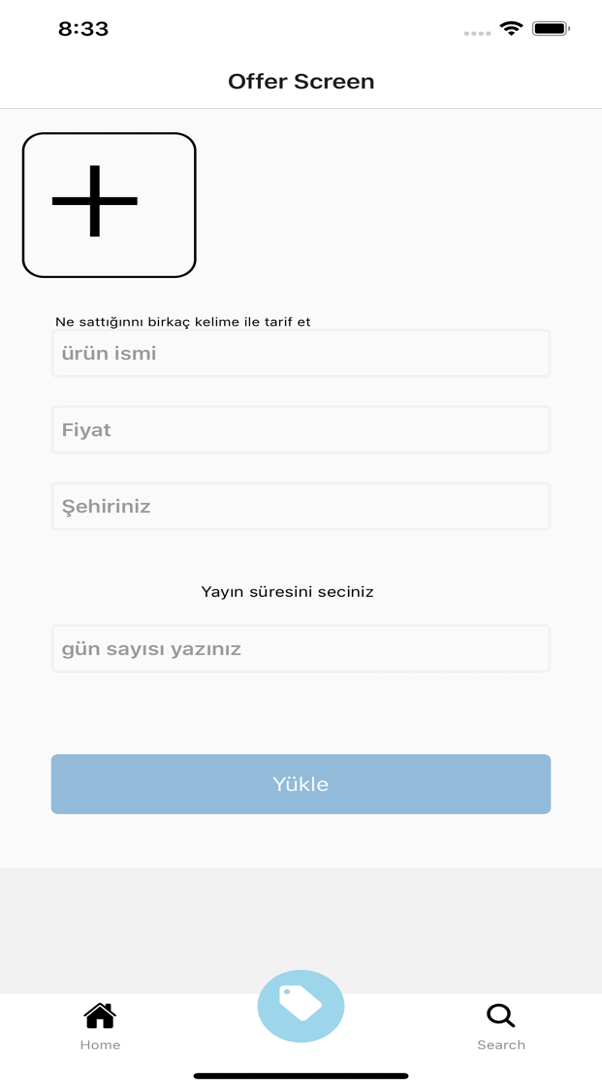 8:33
Offer Screen
Ne sattığınnı birkaç kelime ile tarif et
ürün ismi
Fiyat
Şehiriniz
Yayın süresini seciniz
gün sayısı yazınız
Yükle
Home
Search